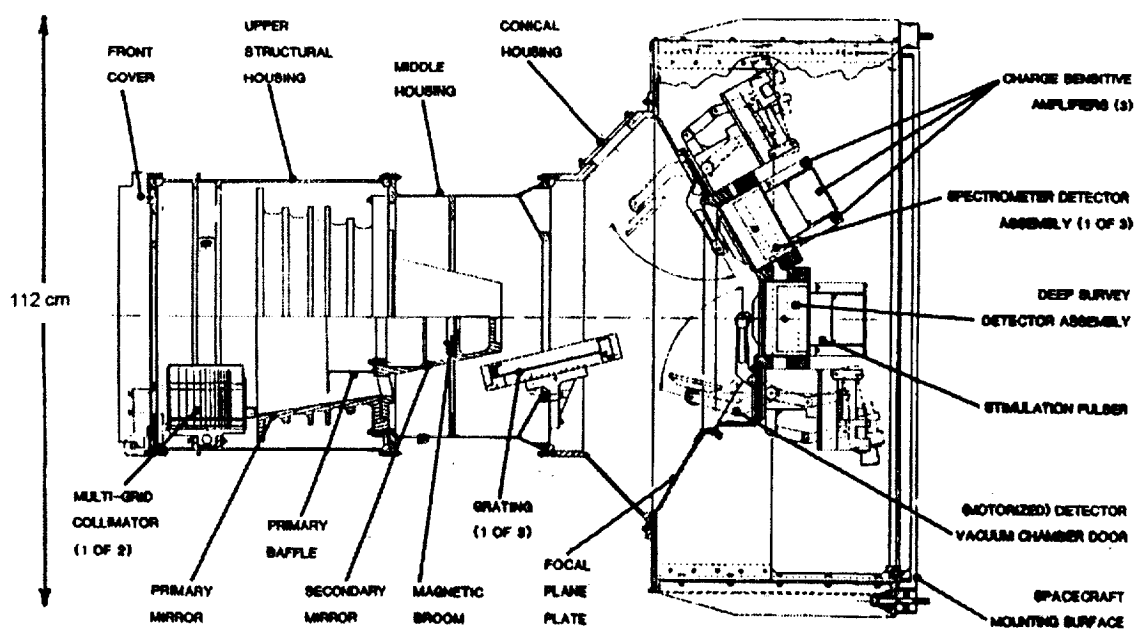 FRONT
COVER
UPPER
STRUCTURAL
HOUSING
MIDDLE
HOUSING
CONICAL
HOUSING
CHARGE SENSITIVE
AMPLIFIERS (3)
SPECTROMETER DETECTOR
ASSEMBLY (1 OF 3)
112 cm
DEEP SURVEY
DETECTOR ASSEMBLY
STIMULATION PULSER
(MOTORIZED) DETECTOR
VACUUM CHAMBER DOOR
SPACECRAFT
MOUNTING SURFACE
MULTI-GRID
COLLIMATOR
(1 OF 2)
PRIMARY
MIRROR
PRIMARY
BAFFLE
SECONDARY
MIRROR
MAGNETIC
BROOM
GRATING
(1 OF 3)
FOCAL
PLANE
PLATE